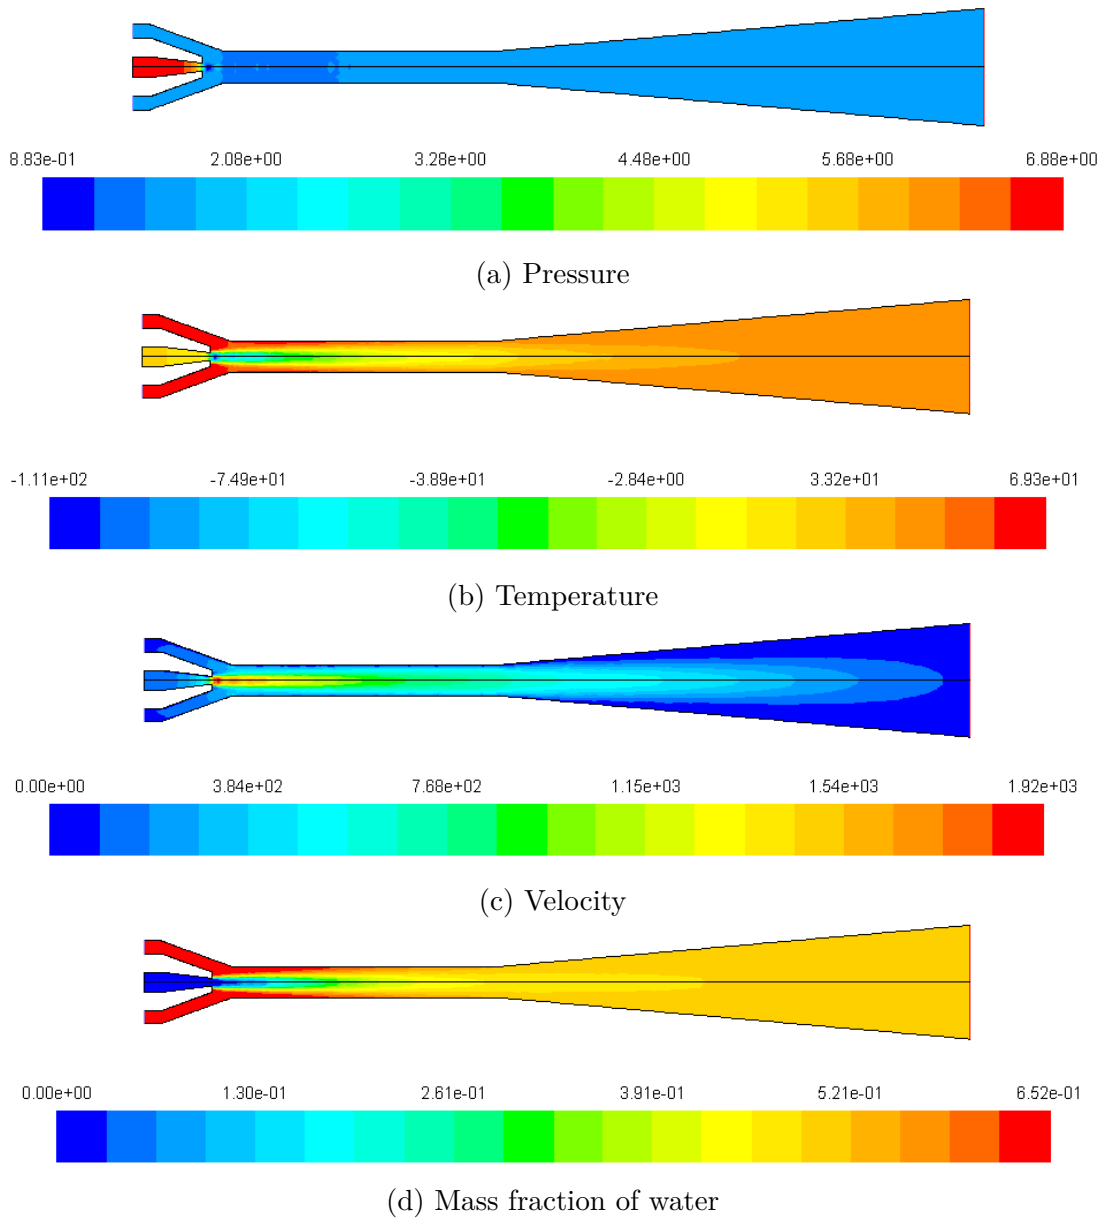 8.83e-01 2.08e+00 3.28e+00 4.48e+00 5.68e+00 6.88e+00
(a) Pressure
-1.11e+02 -7.49e+01 -3.89e+01 -2.84e+00 3.32e+01 6.93e+01
(b) Temperature
0.00e+00 3.84e+02 7.68e+02 1.15e+03 1.54e+03 1.92e+03
(c) Velocity
0.00e+00 1.30e-01 2.61e-01 3.91e-01 5.21e-01 6.52e-01
(d) Mass fraction of water